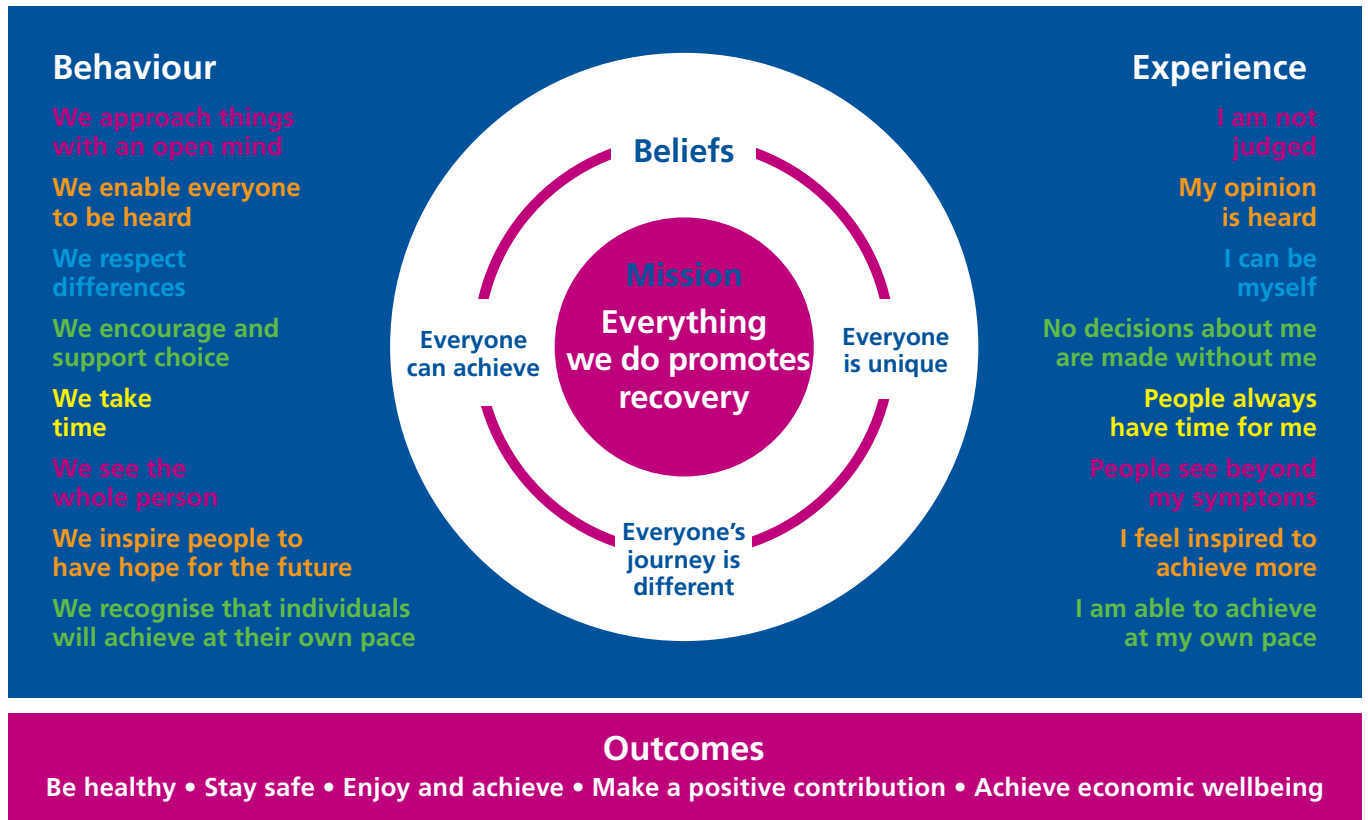 Behaviour
We approach things
with an open mind
We enable everyone
to be heard
We respect
differences
We encourage and
support choice
We take
time
We see the
whole person
We inspire people to
have hope for the future
We recognise that individuals
will achieve at their own pace
Beliefs
Mission
Everything
we do promotes
recovery
Everyone
can achieve
Everyone
is unique
Everyone’s
journey is
different
Experience
I am not
judged
My opinion
is heard
I can be
myself
No decisions about me
are made without me
People always
have time for me
People see beyond
my symptoms
I feel inspired to
achieve more
I am able to achieve
at my own pace
Outcomes
Be healthy • Stay safe • Enjoy and achieve • Make a positive contribution • Achieve economic wellbeing